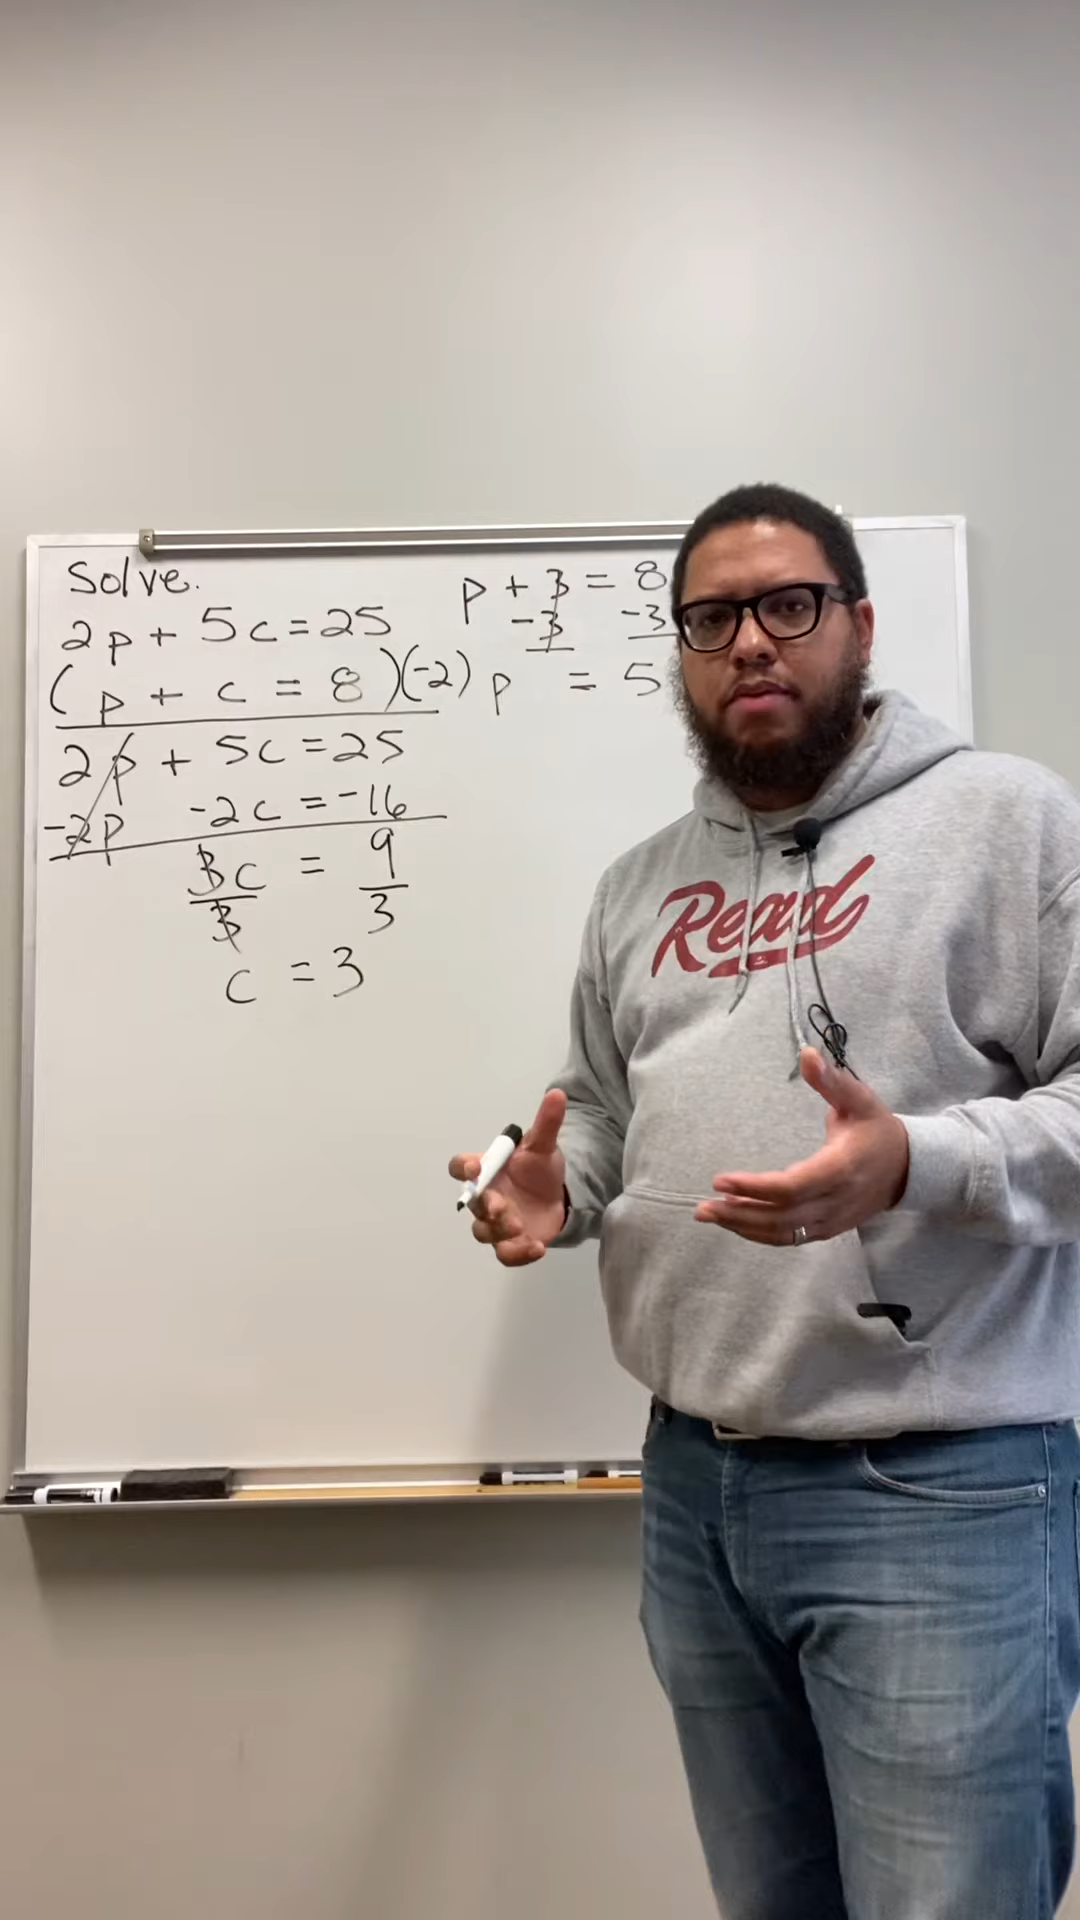 Solve.
2p + 5c = 25
(p + c = 8)(-2)
2p + 5c = 25
-2p -2c = -16
3c = 9
3 3
c = 3
p + 3 = 8
-3 -3
p = 5
Read